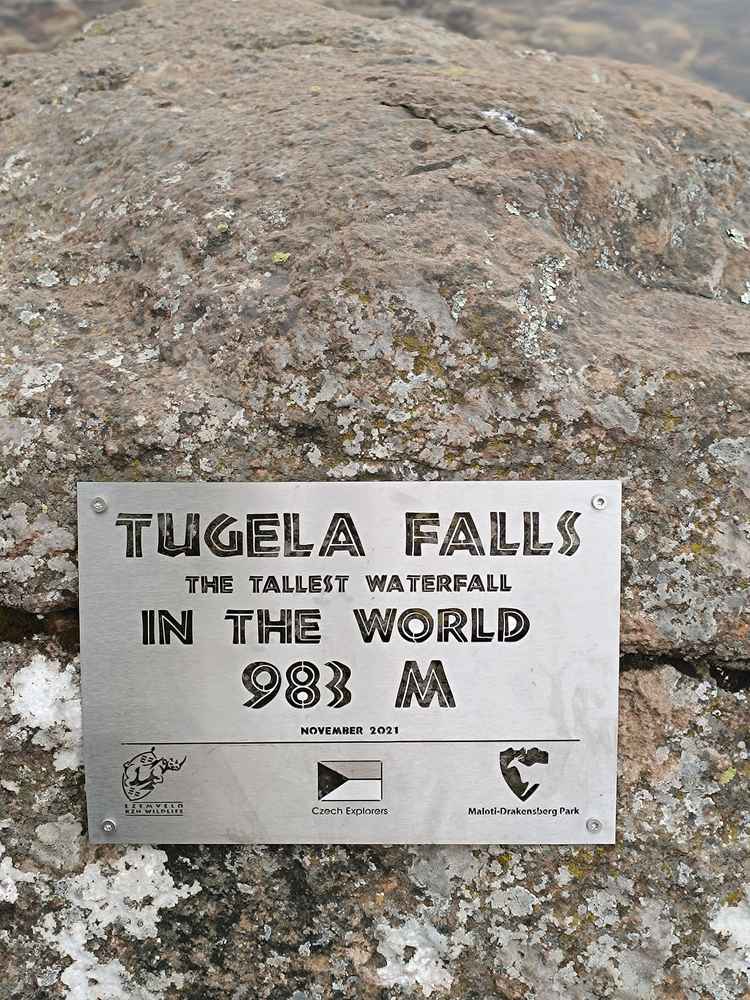 TUGELA FALLS
THE TALLEST WATERFALL
IN THE WORLD
983 M
NOVEMBER 2021
EZEMVELO
KZN WILDLIFE
Czech Explorers
Maloti-Drakensberg Park